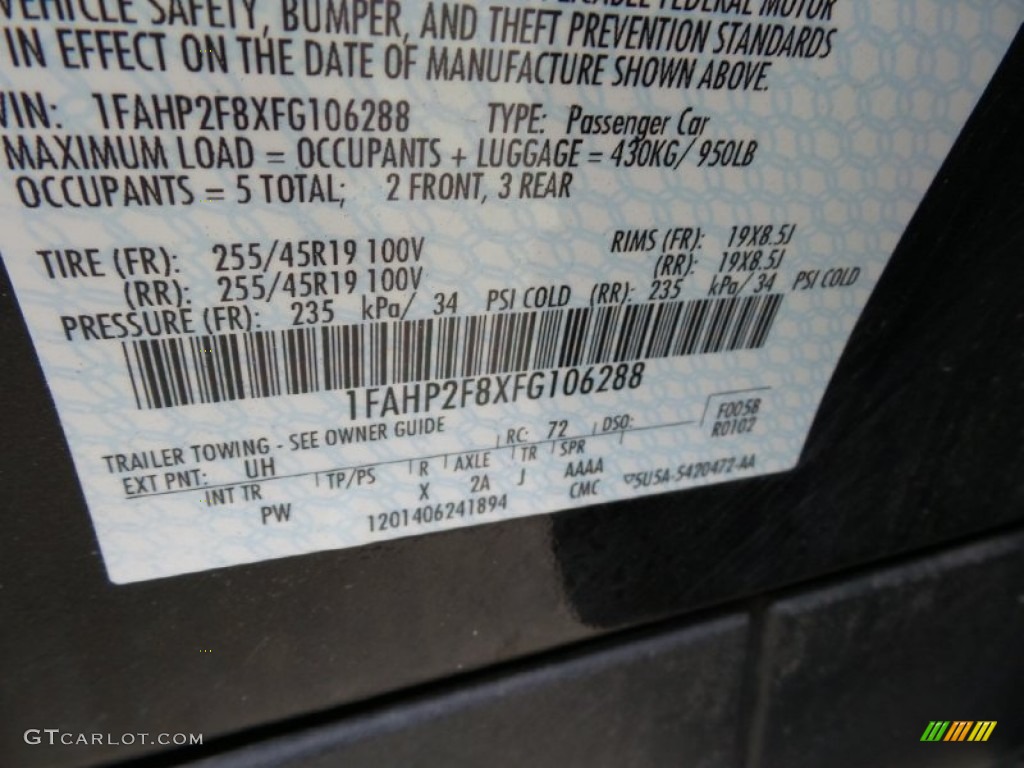 VEHICLE SAFETY, BUMPER, AND THEFT PREVENTION STANDARDS
IN EFFECT ON THE DATE OF MANUFACTURE SHOWN ABOVE.
VIN: 1FAHP2F8XFG106288 TYPE: Passenger Car
MAXIMUM LOAD = OCCUPANTS + LUGGAGE = 430KG/ 950LB
OCCUPANTS = 5 TOTAL; 2 FRONT, 3 REAR
TIRE (FR): 255/45R19 100V RIMS (FR): 19X8.5J
(RR): 255/45R19 100V (RR): 19X8.5J
PRESSURE (FR): 235 kPa/ 34 PSI COLD (RR): 235 kPa/ 34 PSI COLD
1FAHP2F8XFG106288
TRAILER TOWING - SEE OWNER GUIDE RC: 72 DSO: F005B
R0102
EXT PNT: UH
INT TR TP/PS R AXLE TR SPR
PW X 2A J AAAA
1201406241894 CMC 5U5A-5420472-AA
GTCARLOT.COM